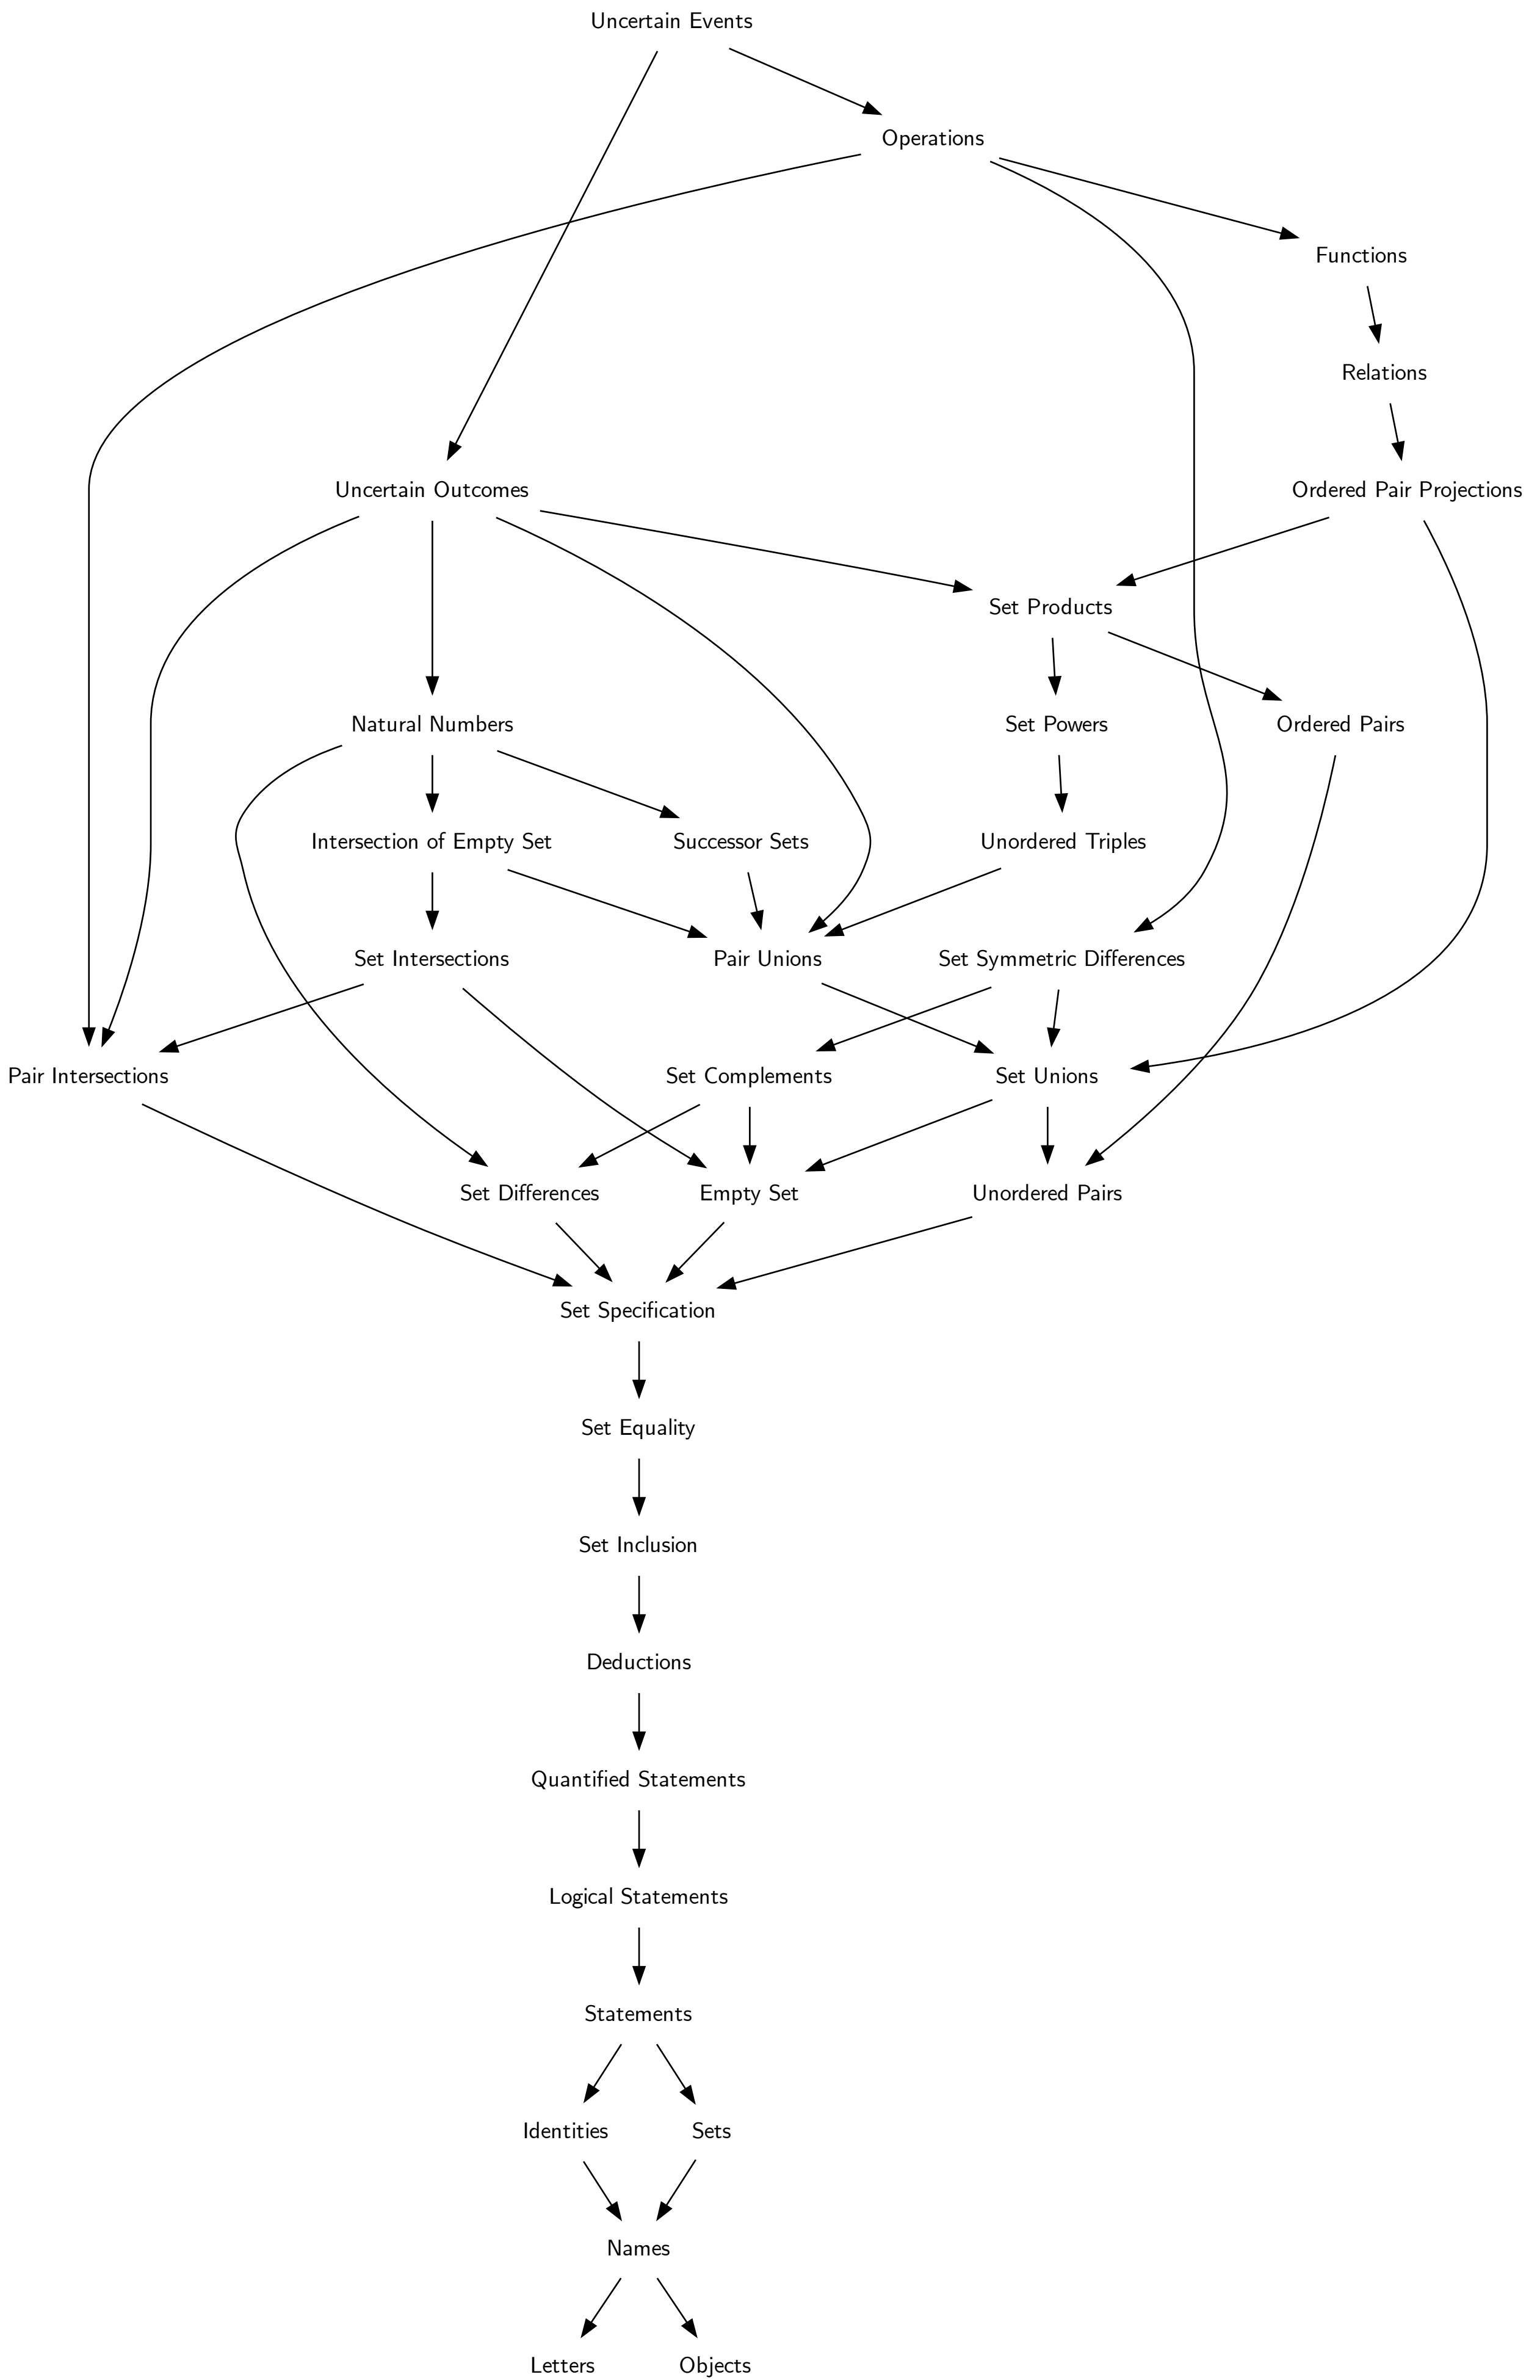 Uncertain Events
Operations
Functions
Relations
Uncertain Outcomes
Ordered Pair Projections
Set Products
Natural Numbers
Set Powers
Ordered Pairs
Intersection of Empty Set
Successor Sets
Unordered Triples
Set Intersections
Pair Unions
Set Symmetric Differences
Pair Intersections
Set Complements
Set Unions
Set Differences
Empty Set
Unordered Pairs
Set Specification
Set Equality
Set Inclusion
Deductions
Quantified Statements
Logical Statements
Statements
Identities
Sets
Names
Letters
Objects